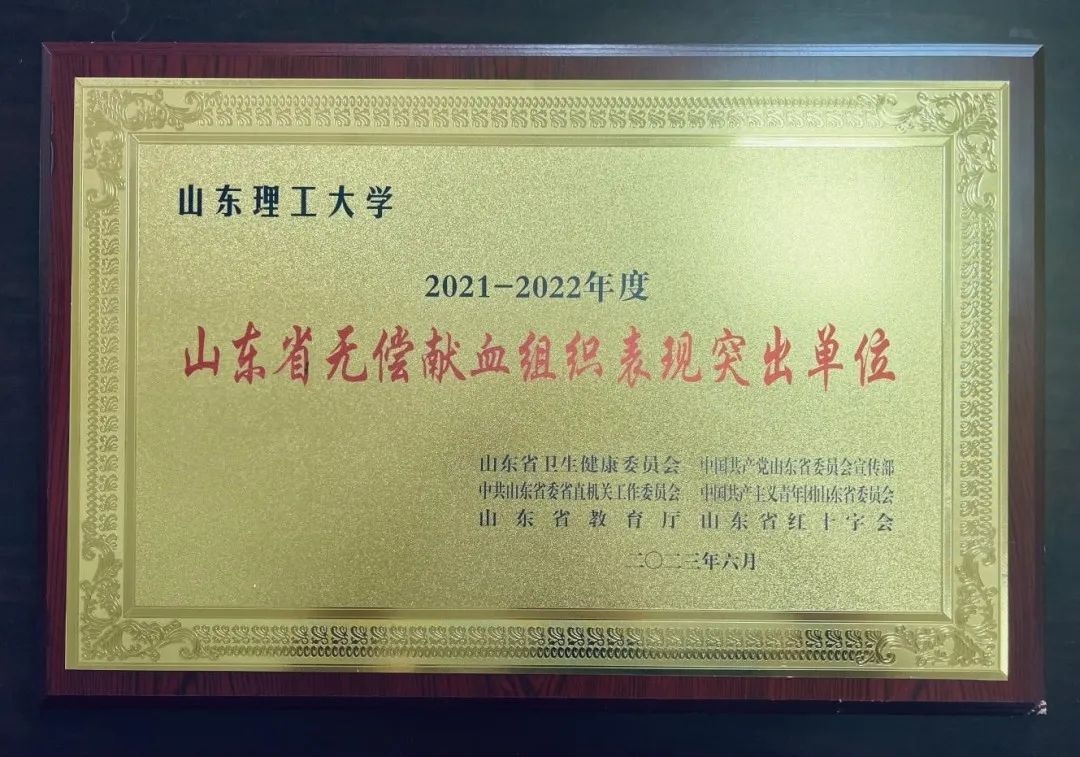 山东理工大学
2021-2022年度
山东省无偿献血组织表现突出单位
山东省卫生健康委员会 中国共产党山东省委员会宣传部
中共山东省委省直机关工作委员会 中国共产主义青年团山东省委员会
山东省教育厅 山东省红十字会
二〇二三年六月